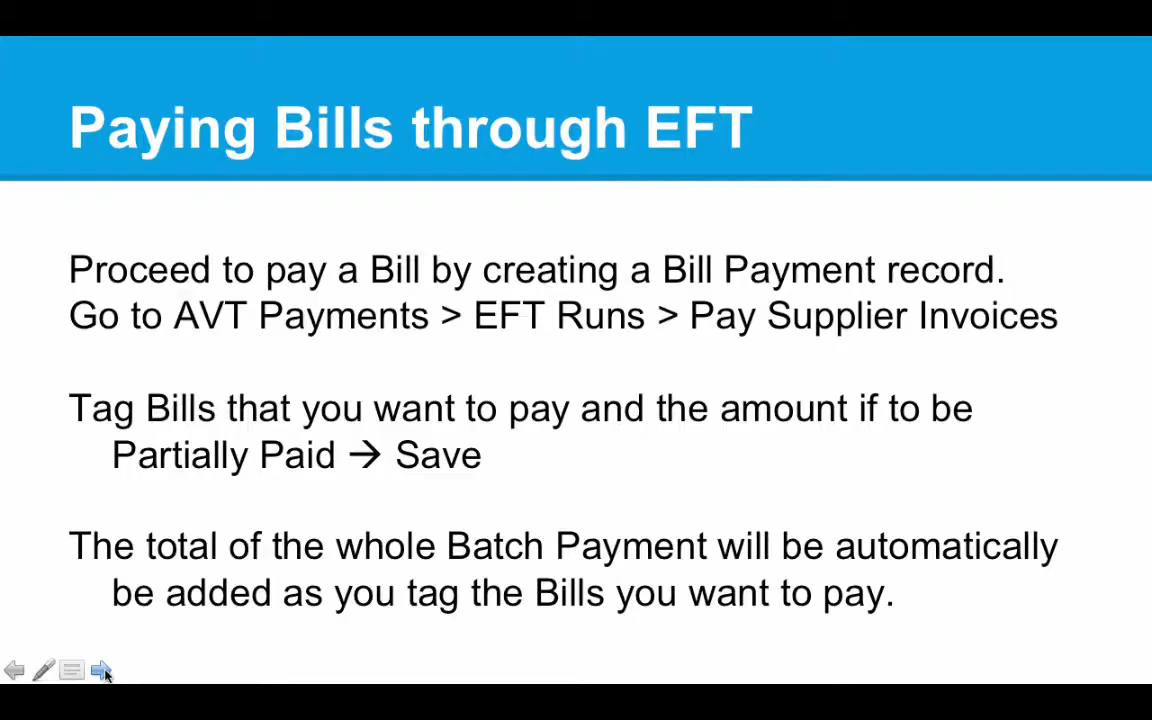 Paying Bills through EFT
Proceed to pay a Bill by creating a Bill Payment record.
Go to AVT Payments > EFT Runs > Pay Supplier Invoices
Tag Bills that you want to pay and the amount if to be
Partially Paid → Save
The total of the whole Batch Payment will be automatically
be added as you tag the Bills you want to pay.